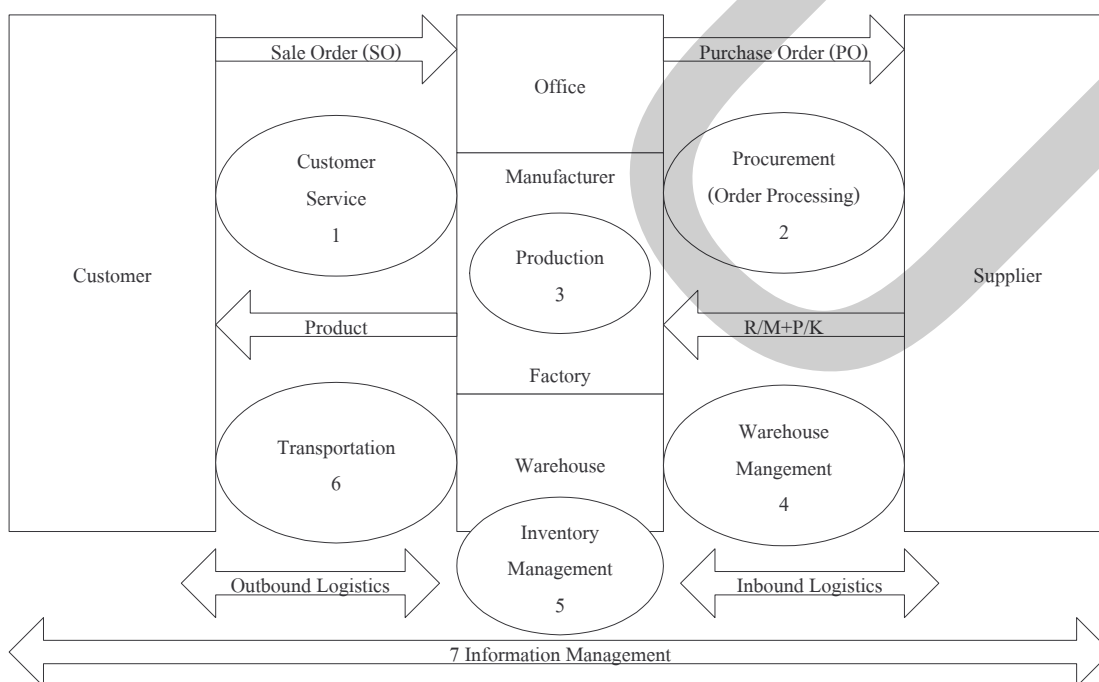 Sale Order (SO)
Purchase Order (PO)
Office
Customer
Service
1
Manufacturer
Procurement
(Order Processing)
2
Customer
Production
3
Supplier
Product
R/M+P/K
Factory
Transportation
6
Warehouse
Warehouse
Mangement
4
Inventory
Management
5
Outbound Logistics
Inbound Logistics
7 Information Management